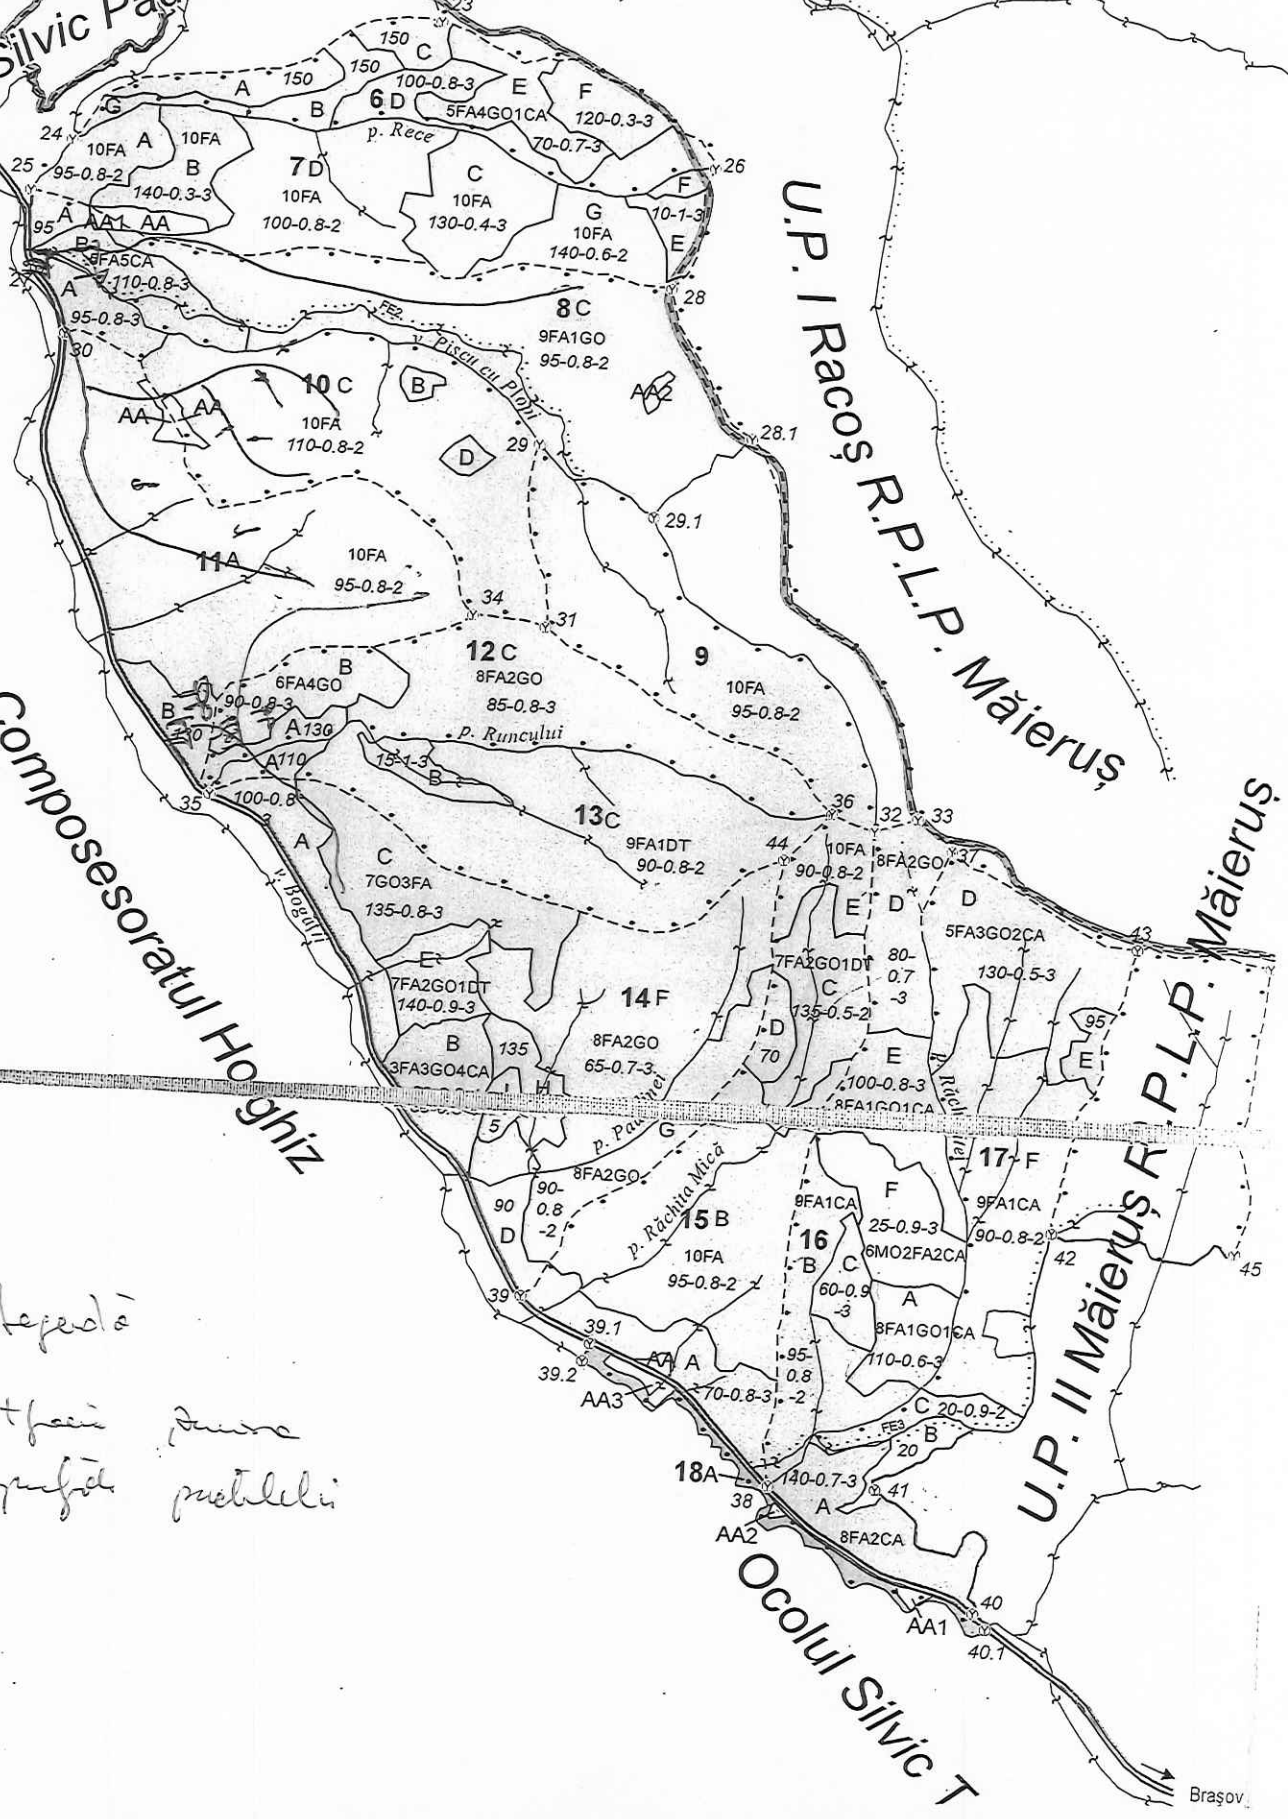 Silvic
150
C
A
150
150
100-0.8-3
E
F
G
B
6 D
5FA4GO1CA
120-0.3-3
24
p. Rece
70-0.7-3
10FA
A
10FA
26
25
95-0.8-2
B
7 D
C
F
140-0.3-3
10FA
10FA
G
10-1-3
A
AA1
AA
100-0.8-2
130-0.4-3
10FA
95
140-0.6-2
E
B
5FA5CA
110-0.8-3
28
A
FE2
8 C
95-0.8-3
9FA1GO
30
v. Piscu cu Plopi
95-0.8-2
10 C
B
AA2
AA
AA
10FA
110-0.8-2
28.1
29
D
29.1
11 A
10FA
95-0.8-2
34
31
12 C
9
B
6FA4GO
8FA2GO
10FA
90-0.8-3
85-0.8-3
95-0.8-2
B
130
A 130
p. Runcului
A 110
15-1-3
B
35
100-0.8
3
13 C
36
32
33
A
9FA1DT
44
10FA
8FA2GO
37
C
90-0.8-2
90-0.8-2
7GO3FA
135-0.8-3
E
D
D
v. Bogații
5FA3GO2CA
43
E
7FA2GO1DT
80-
0.7
-3
130-0.5-3
7FA2GO1DT
140-0.9-3
14 F
C
135-0.5-2
8FA2GO
D
95
B
135
65-0.7-3
70
E
E
3FA3GO4CA
100-0.8-3
H
8FA1GO1CA
5
G
17 F
8FA2GO
90-
0.8
-2
90
D
p. Răchita Mică
9FA1CA
F
9FA1CA
15 B
25-0.9-3
90-0.8-2
16
B
6MO2FA2CA
42
10FA
C
45
95-0.8-2
60-0.9
-3
A
39
8FA1GO1CA
39.1
110-0.6-3
39.2
AA
A
95-
0.8
-2
AA3
70-0.8-3
C
20-0.9-2
FE3
B
20
18 A
140-0.7-3
38
41
A
AA2
8FA2CA
40
AA1
40.1
Brașov
U.P. I Racoș R.P.L.P. Măieruș
U.P. II Măieruș R.P.L.P. Măieruș
Composesoratul Hoghiz
Ocolul Silvic T
Legendă